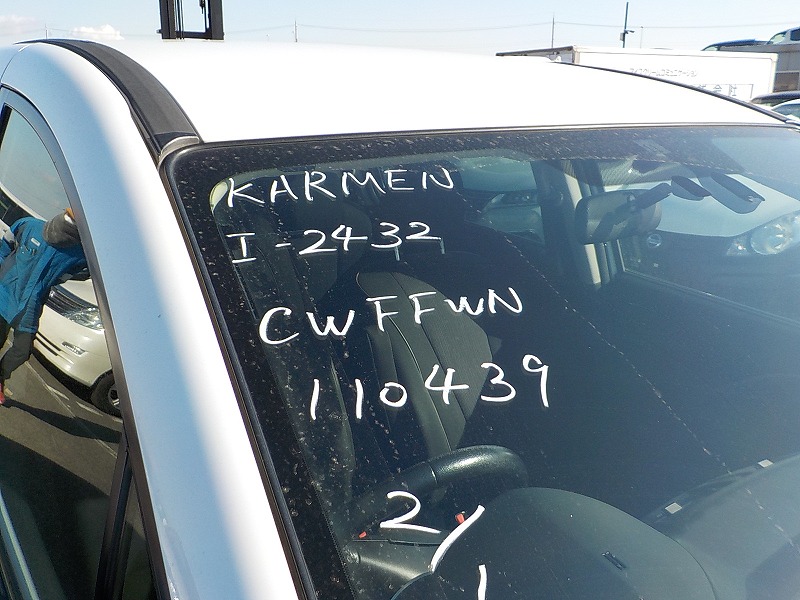 KARMEN
I-2432
CWFFWN
110439
2/1